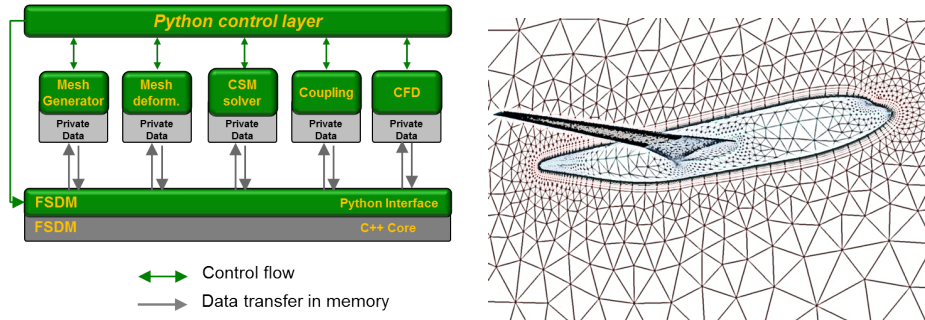 Python control layer
Mesh
Generator
Mesh
deform.
CSM
solver
Coupling
CFD
Private
Data
Private
Data
Private
Data
Private
Data
Private
Data
FSDM
Python Interface
FSDM
C++ Core
Control flow
Data transfer in memory